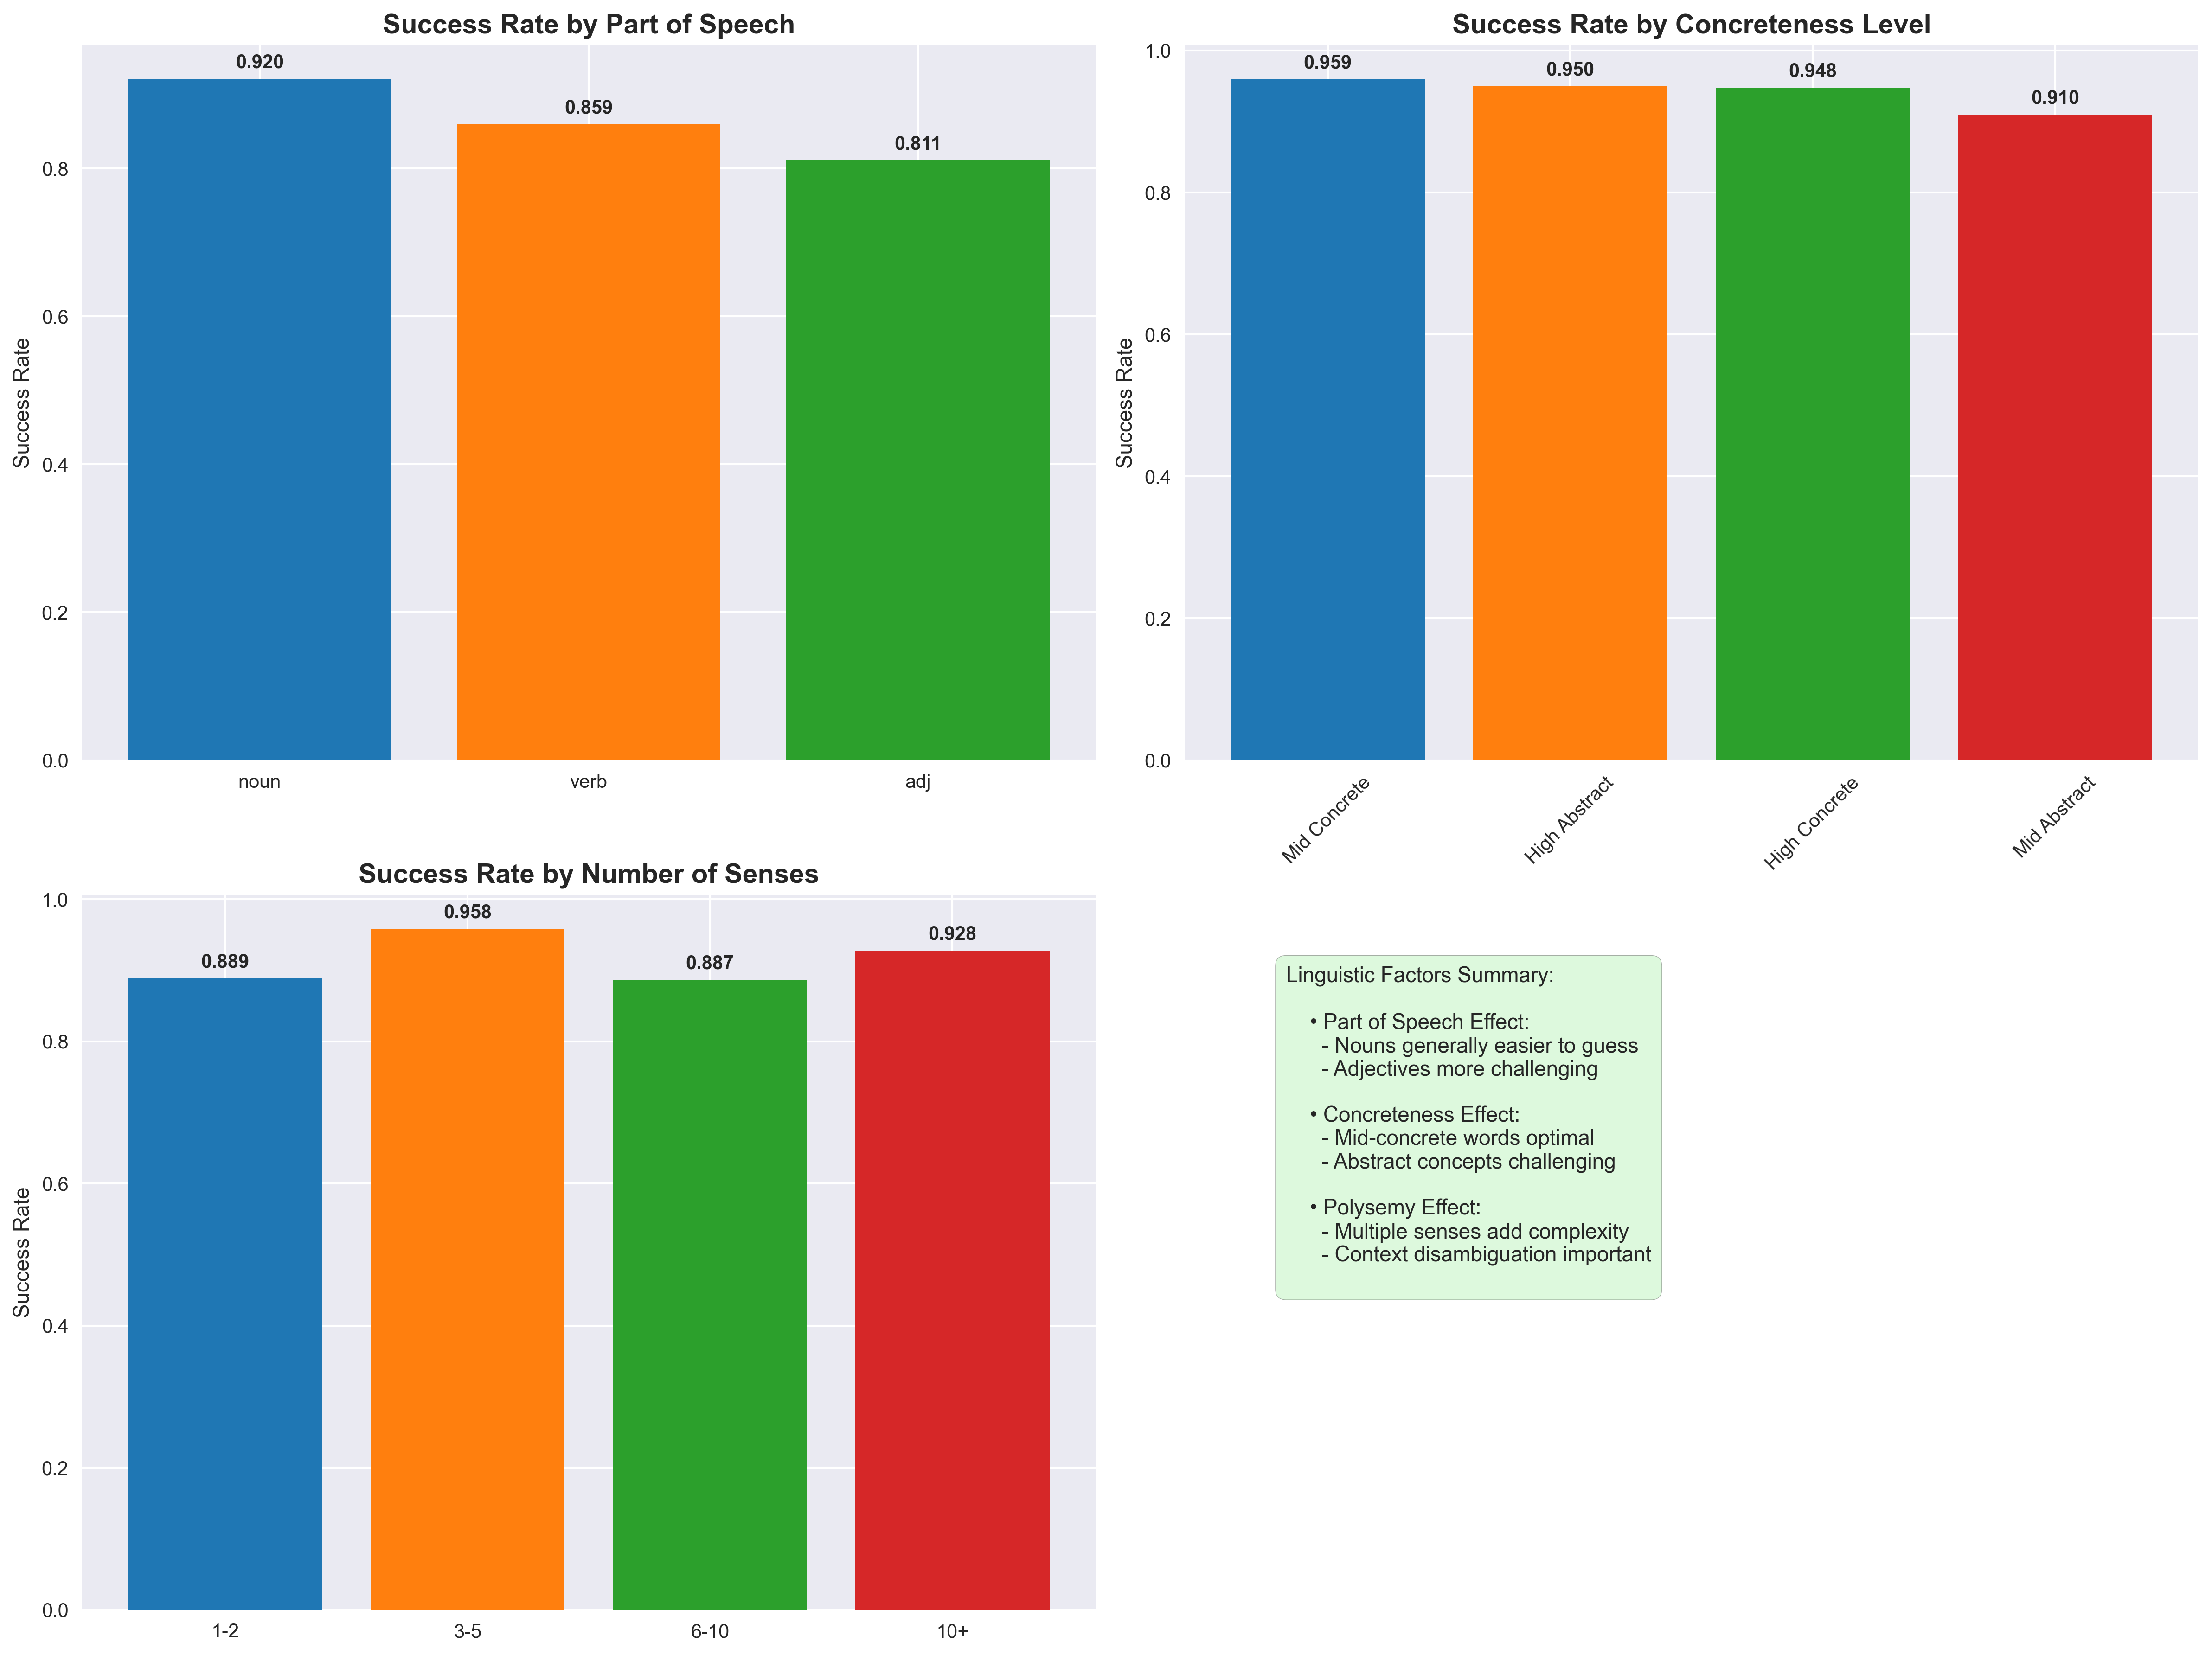 Success Rate by Part of Speech
Success Rate
0.0
0.2
0.4
0.6
0.8
0.920
0.859
0.811
noun
verb
adj
Success Rate by Concreteness Level
Success Rate
0.0
0.2
0.4
0.6
0.8
1.0
0.959
0.950
0.948
0.910
Mid Concrete
High Abstract
High Concrete
Mid Abstract
Success Rate by Number of Senses
Success Rate
0.0
0.2
0.4
0.6
0.8
1.0
0.889
0.958
0.887
0.928
1-2
3-5
6-10
10+
Linguistic Factors Summary:
• Part of Speech Effect:
- Nouns generally easier to guess
- Adjectives more challenging
• Concreteness Effect:
- Mid-concrete words optimal
- Abstract concepts challenging
• Polysemy Effect:
- Multiple senses add complexity
- Context disambiguation important